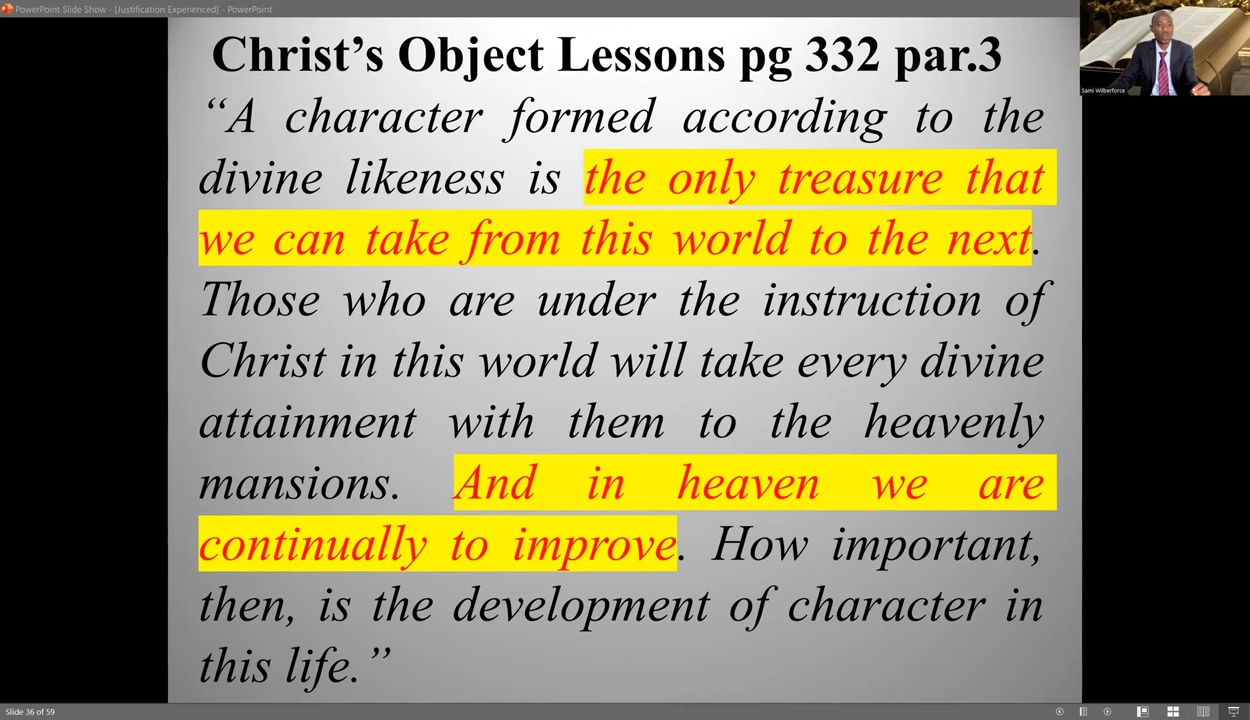 PowerPoint Slide Show - [Justification Experienced] - PowerPoint
Christ’s Object Lessons pg 332 par.3
“A character formed according to the
divine likeness is the only treasure that
we can take from this world to the next.
Those who are under the instruction of
Christ in this world will take every divine
attainment with them to the heavenly
mansions. And in heaven we are
continually to improve. How important,
then, is the development of character in
this life.”
Sami Wilberforce
Slide 36 of 59